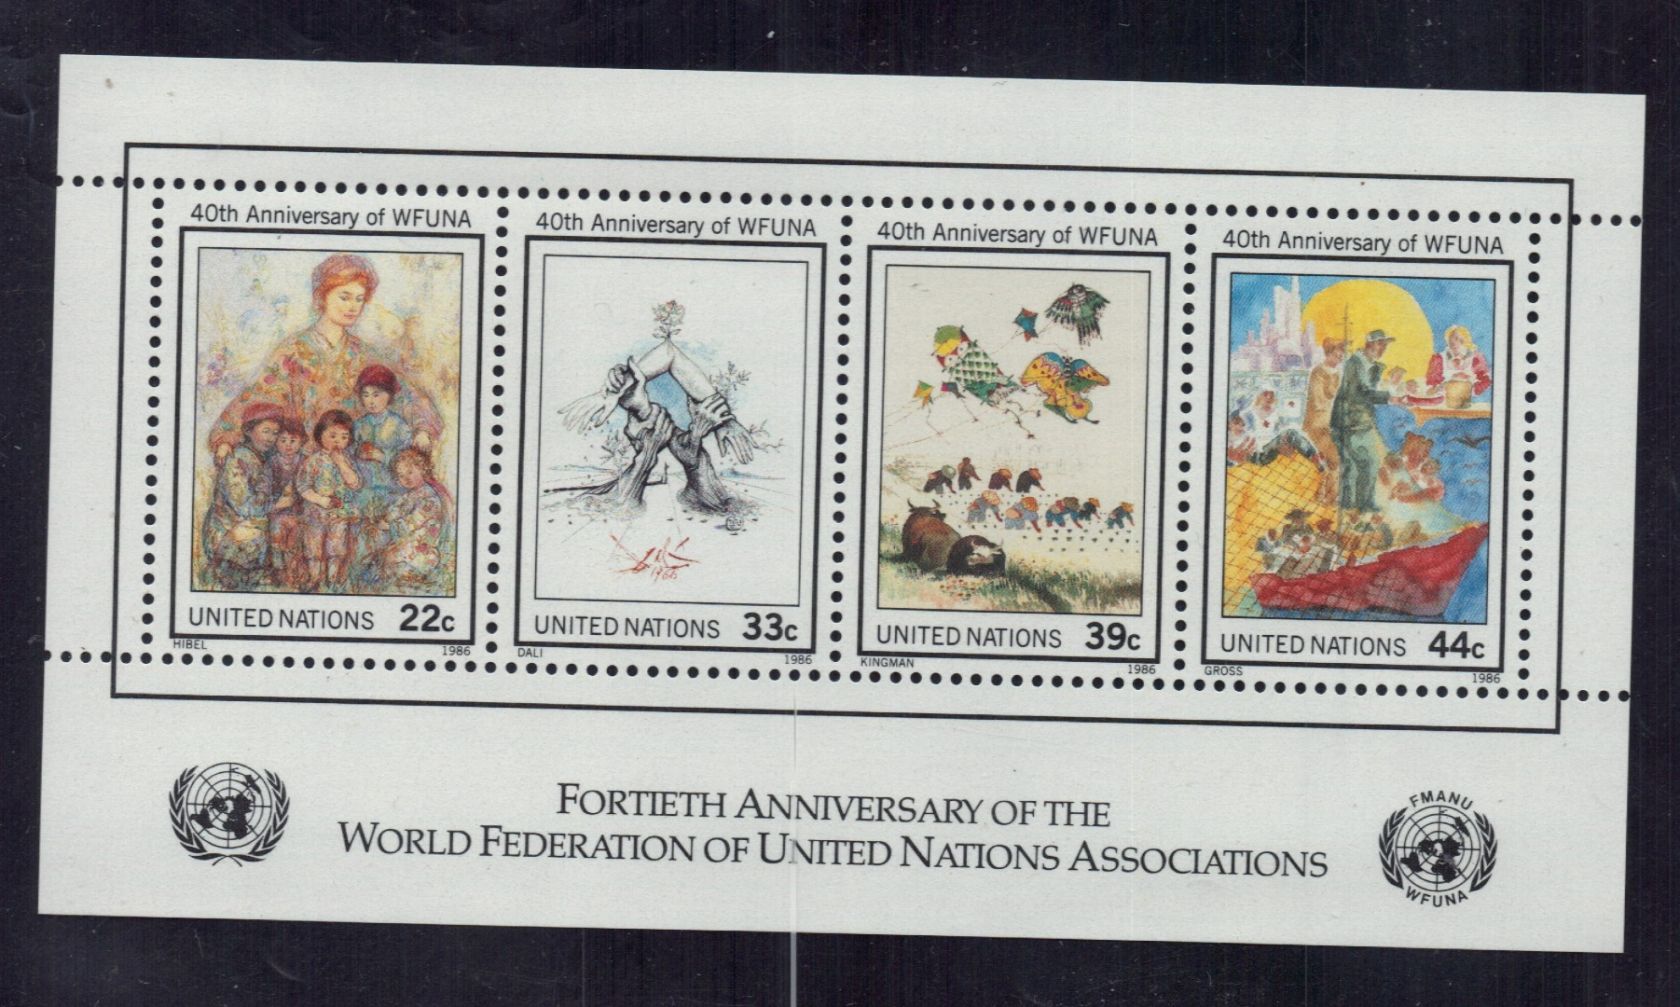 40th Anniversary of WFUNA
UNITED NATIONS 22c
HIBEL 1986
40th Anniversary of WFUNA
1966
UNITED NATIONS 33c
DALI 1986
40th Anniversary of WFUNA
UNITED NATIONS 39c
KINGMAN 1986
40th Anniversary of WFUNA
UNITED NATIONS 44c
GROSS 1986
FORTIETH ANNIVERSARY OF THE
WORLD FEDERATION OF UNITED NATIONS ASSOCIATIONS
FMANU
WFUNA